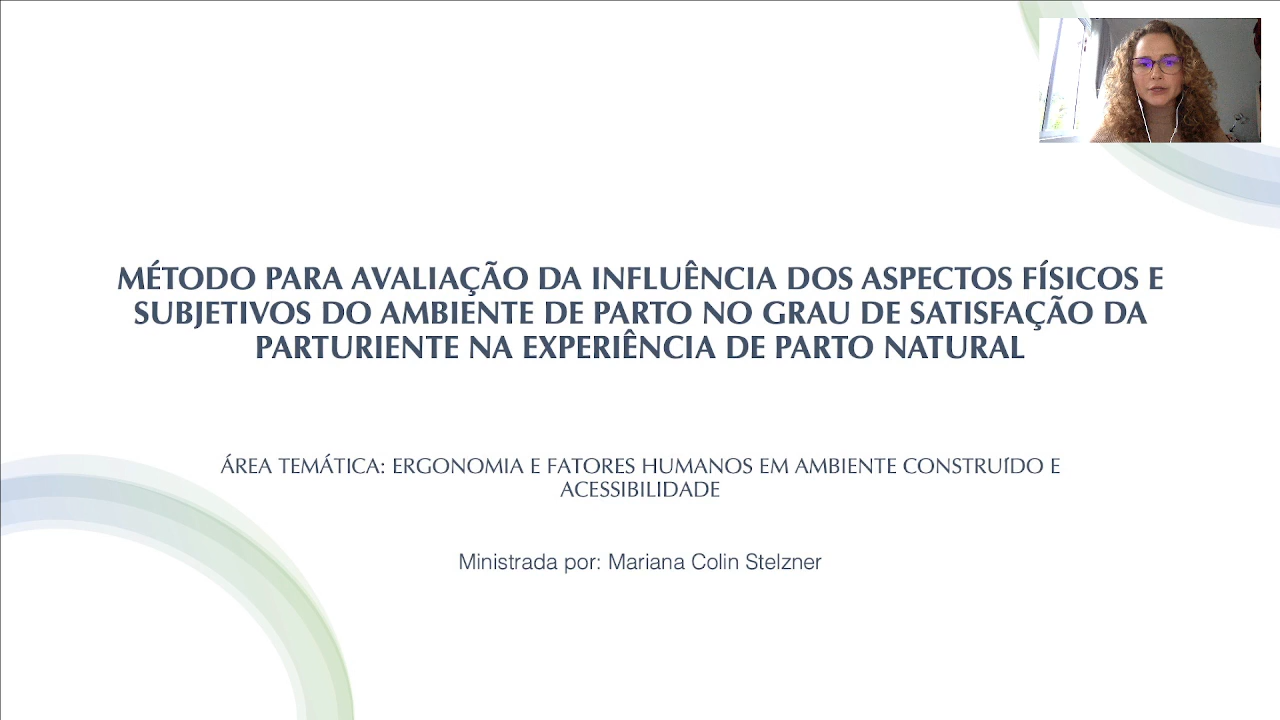 MÉTODO PARA AVALIAÇÃO DA INFLUÊNCIA DOS ASPECTOS FÍSICOS E
SUBJETIVOS DO AMBIENTE DE PARTO NO GRAU DE SATISFAÇÃO DA
PARTURIENTE NA EXPERIÊNCIA DE PARTO NATURAL
ÁREA TEMÁTICA: ERGONOMIA E FATORES HUMANOS EM AMBIENTE CONSTRUÍDO E
ACESSIBILIDADE
Ministrada por: Mariana Colin Stelzner